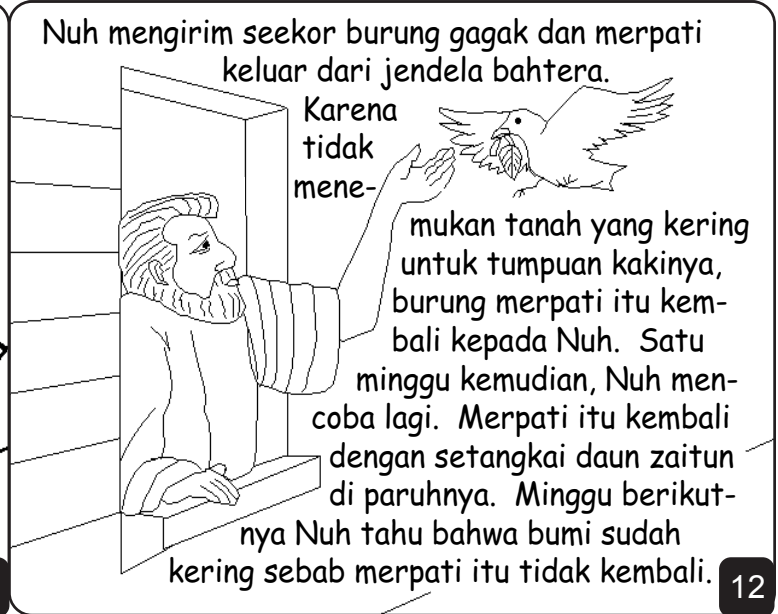 Nuh mengirim seekor burung gagak dan merpati
keluar dari jendela bahtera.
Karena
tidak
mene-
mukan tanah yang kering
untuk tumpuan kakinya,
burung merpati itu kem-
bali kepada Nuh. Satu
minggu kemudian, Nuh men-
coba lagi. Merpati itu kembali
dengan setangkai daun zaitun
di paruhnya. Minggu berikut-
nya Nuh tahu bahwa bumi sudah
kering sebab merpati itu tidak kembali.
12